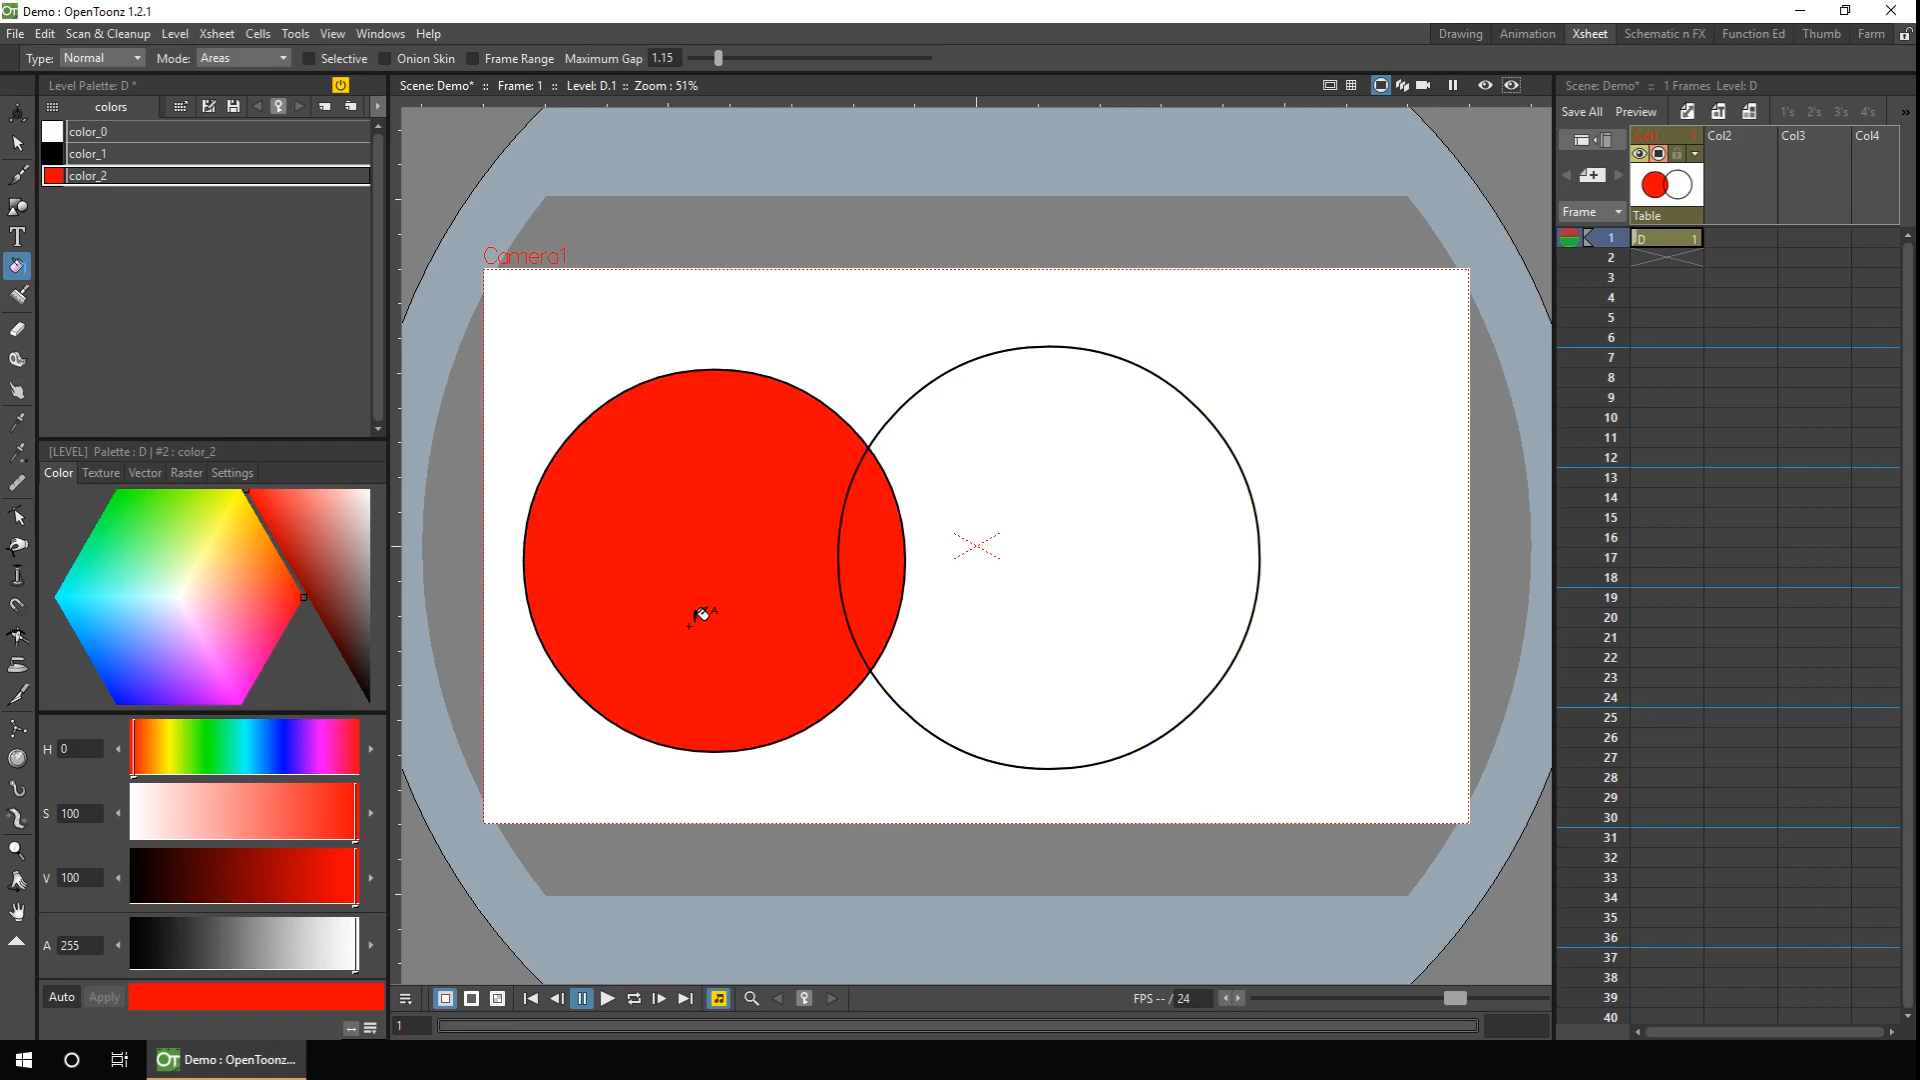 Demo : OpenToonz 1.2.1
File Edit Scan & Cleanup Level Xsheet Cells Tools Render View Windows Help
Drawing Animation Xsheet Schematic n FX Function Ed Thumb Farm
Type: Normal Mode: Areas Selective Onion Skin Frame Range Maximum Gap 1.15
Level Palette: D *
colors
color_0
color_1
color_2
[LEVEL] Palette : D | #2 : color_2
Color Texture Vector Raster Settings
H 0
S 100
V 100
A 255
Auto Apply
Scene: Demo* :: Frame: 1 :: Level: D.1 :: Zoom : 51%
Camera1
A
FPS -- / 24
1
Scene: Demo* :: 1 Frames Level: D
Save All Preview 1's 2's 3's 4's »
Col1 1 Col2 Col3 Col4
Frame Table
1 D 1
2
3
4
5
6
7
8
9
10
11
12
13
14
15
16
17
18
19
20
21
22
23
24
25
26
27
28
29
30
31
32
33
34
35
36
37
38
39
40
OT Demo : OpenToonz...